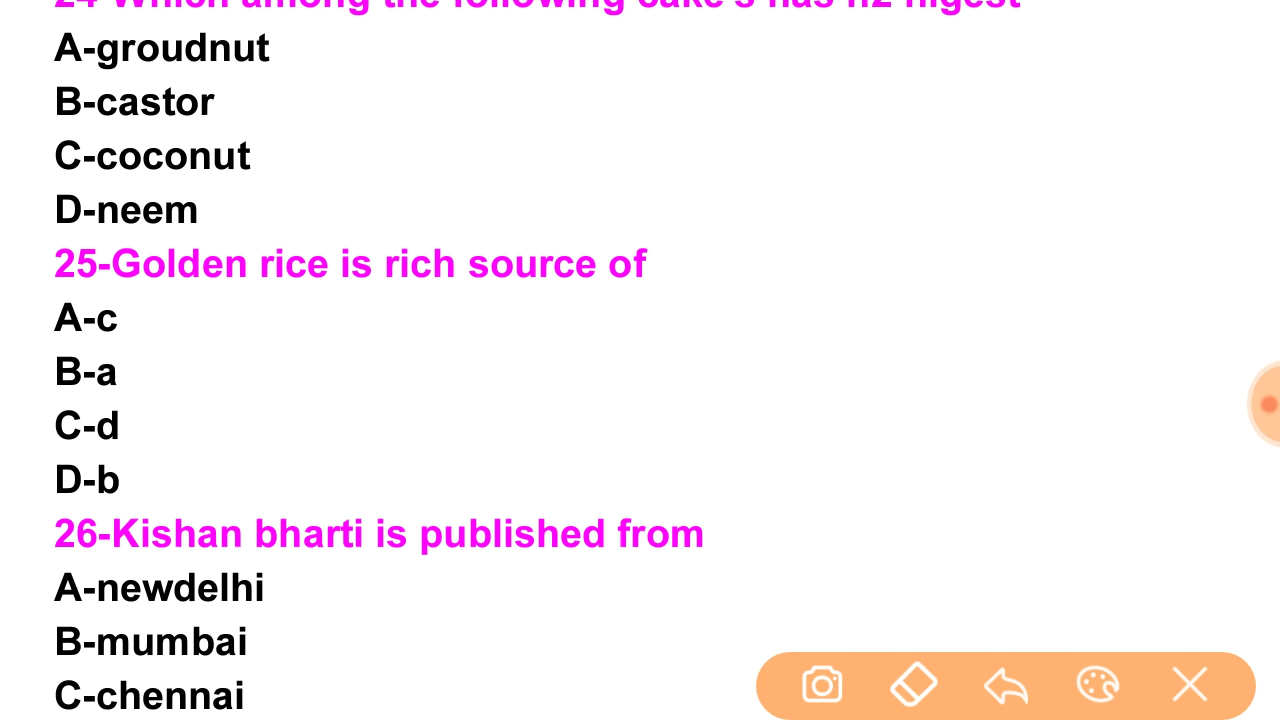 24-Which among the following cake's has n2 higest
A-groudnut
B-castor
C-coconut
D-neem
25-Golden rice is rich source of
A-c
B-a
C-d
D-b
26-Kishan bharti is published from
A-newdelhi
B-mumbai
C-chennai